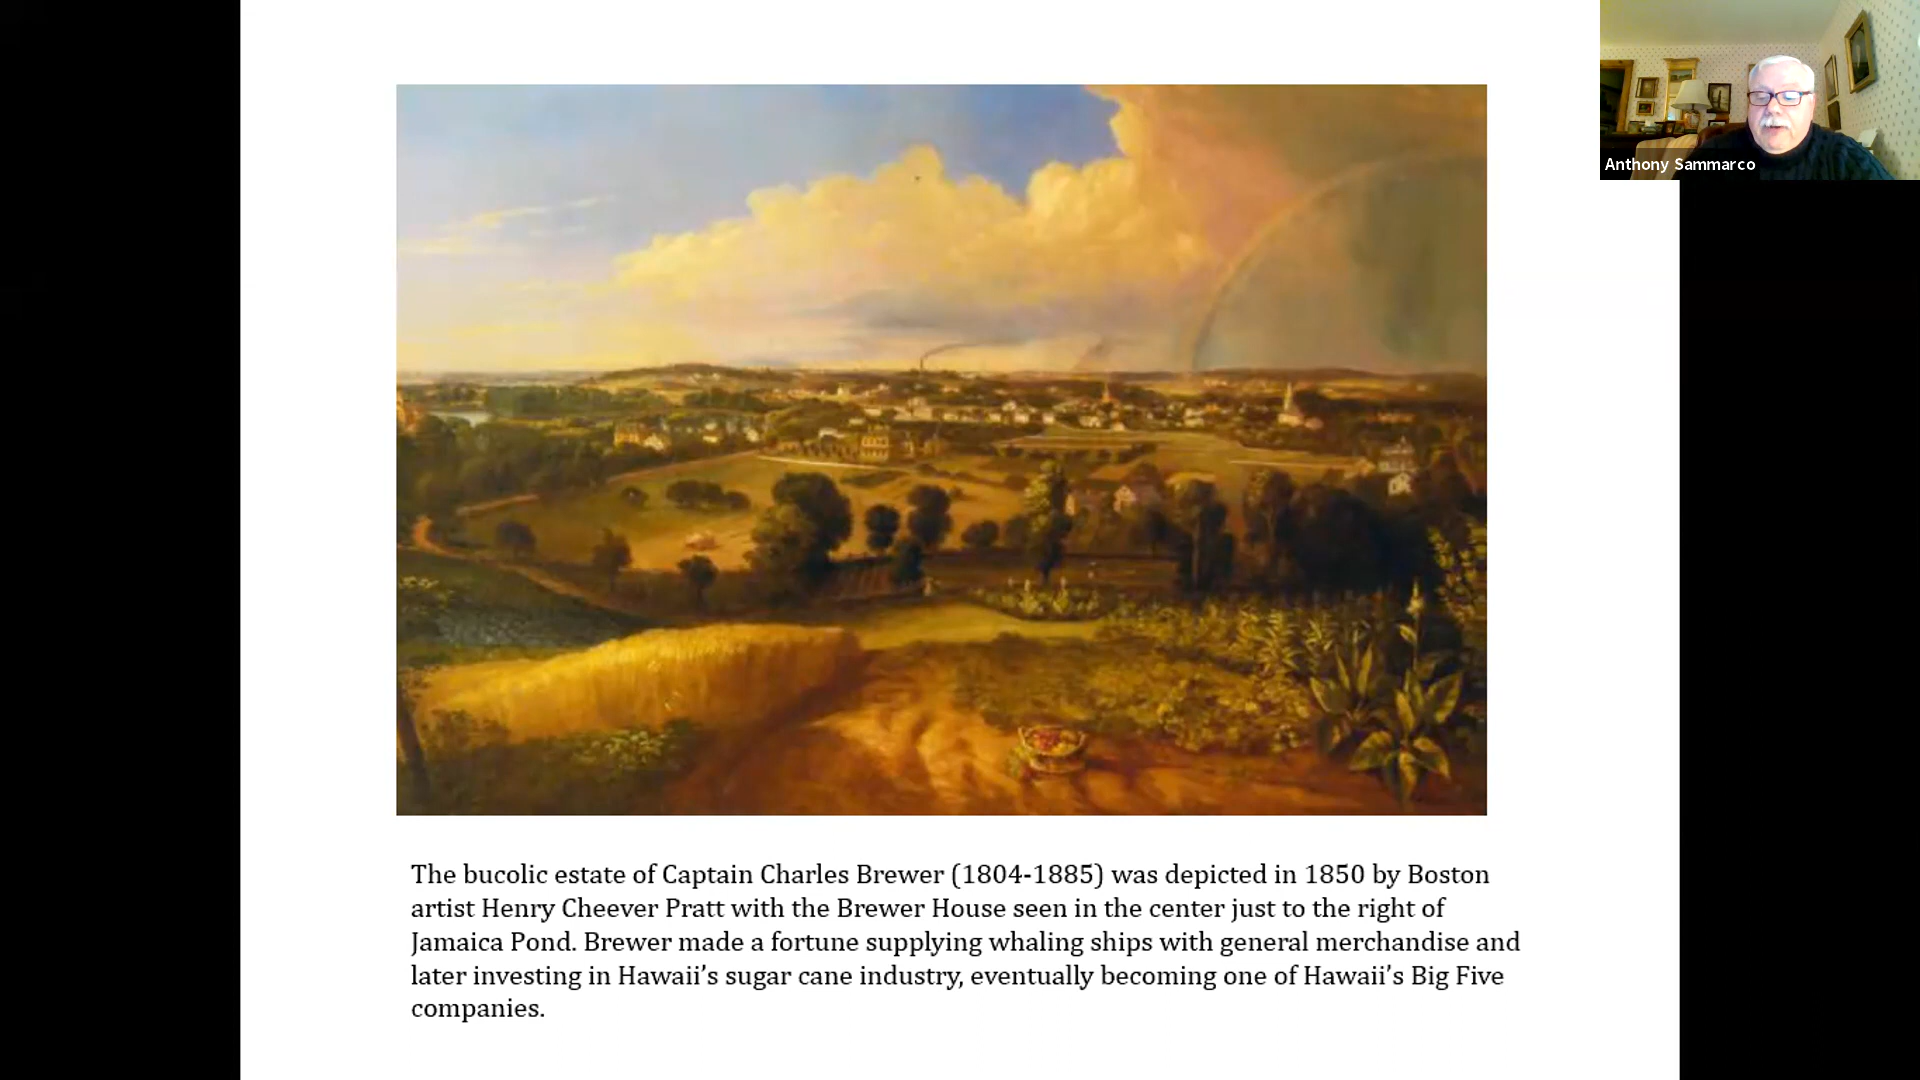 Anthony Sammarco
The bucolic estate of Captain Charles Brewer (1804-1885) was depicted in 1850 by Boston
artist Henry Cheever Pratt with the Brewer House seen in the center just to the right of
Jamaica Pond. Brewer made a fortune supplying whaling ships with general merchandise and
later investing in Hawaii’s sugar cane industry, eventually becoming one of Hawaii’s Big Five
companies.